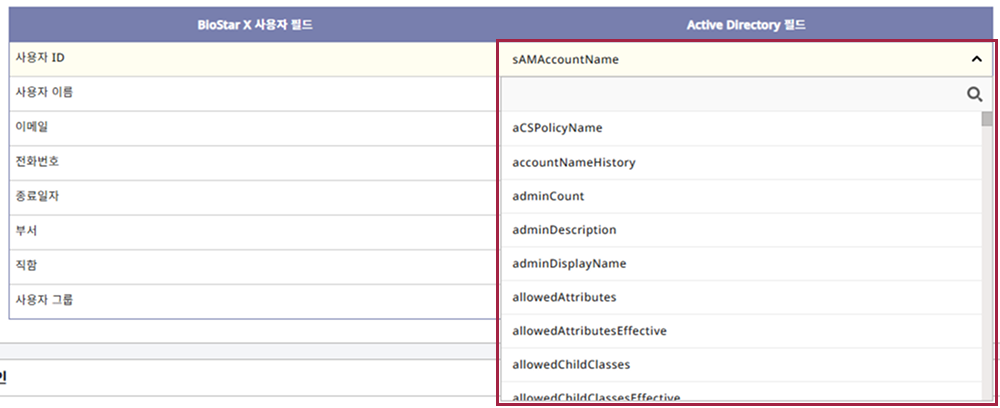 BioStar X 사용자 필드 Active Directory 필드
사용자 ID sAMAccountName
사용자 이름
이메일 aCSPolicyName
전화번호 accountNameHistory
종료일자 adminCount
부서 adminDescription
직함 adminDisplayName
사용자 그룹 allowedAttributes
allowedAttributesEffective
allowedChildClasses
인
allowedChildClassesEffective